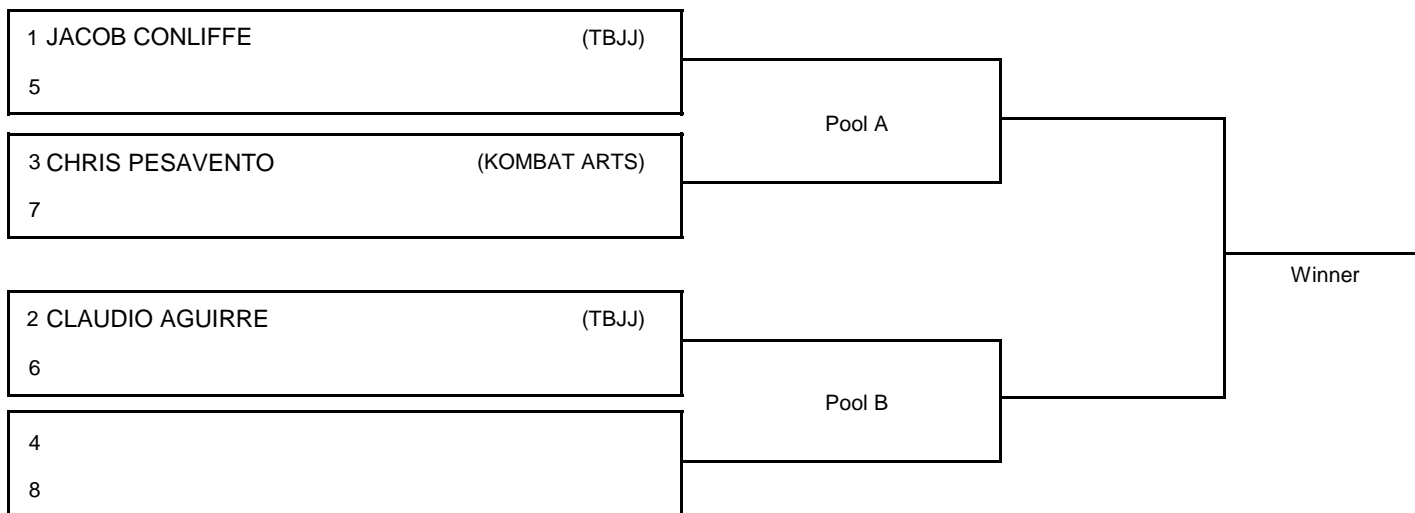 1 JACOB CONLIFFE (TBJJ)
5
Pool A
3 CHRIS PESAVENTO (KOMBAT ARTS)
7
Winner
2 CLAUDIO AGUIRRE (TBJJ)
6
Pool B
4
8